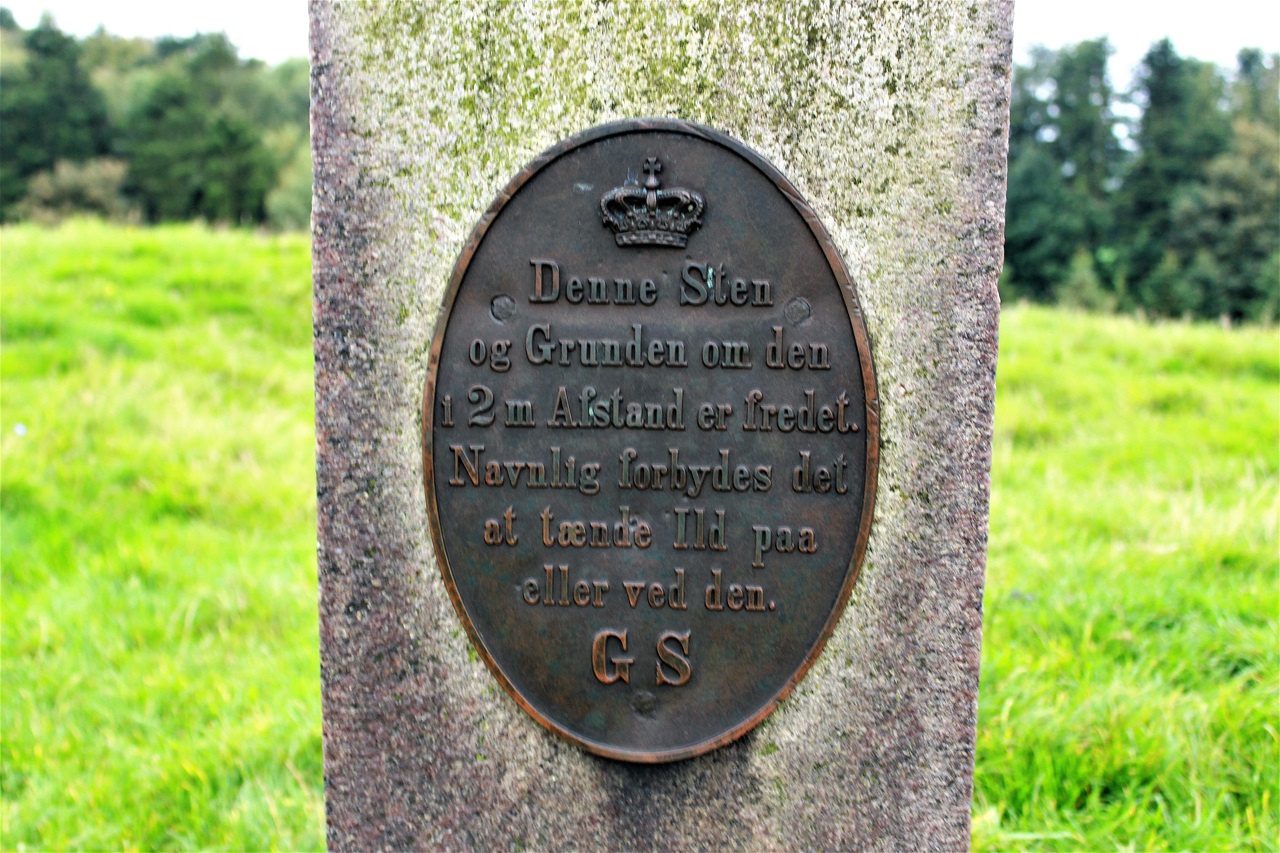 Denne Sten
og Grunden om den
i 2 m Afstand er fredet.
Navnlig forbydes det
at tænde Ild paa
eller ved den.
G S